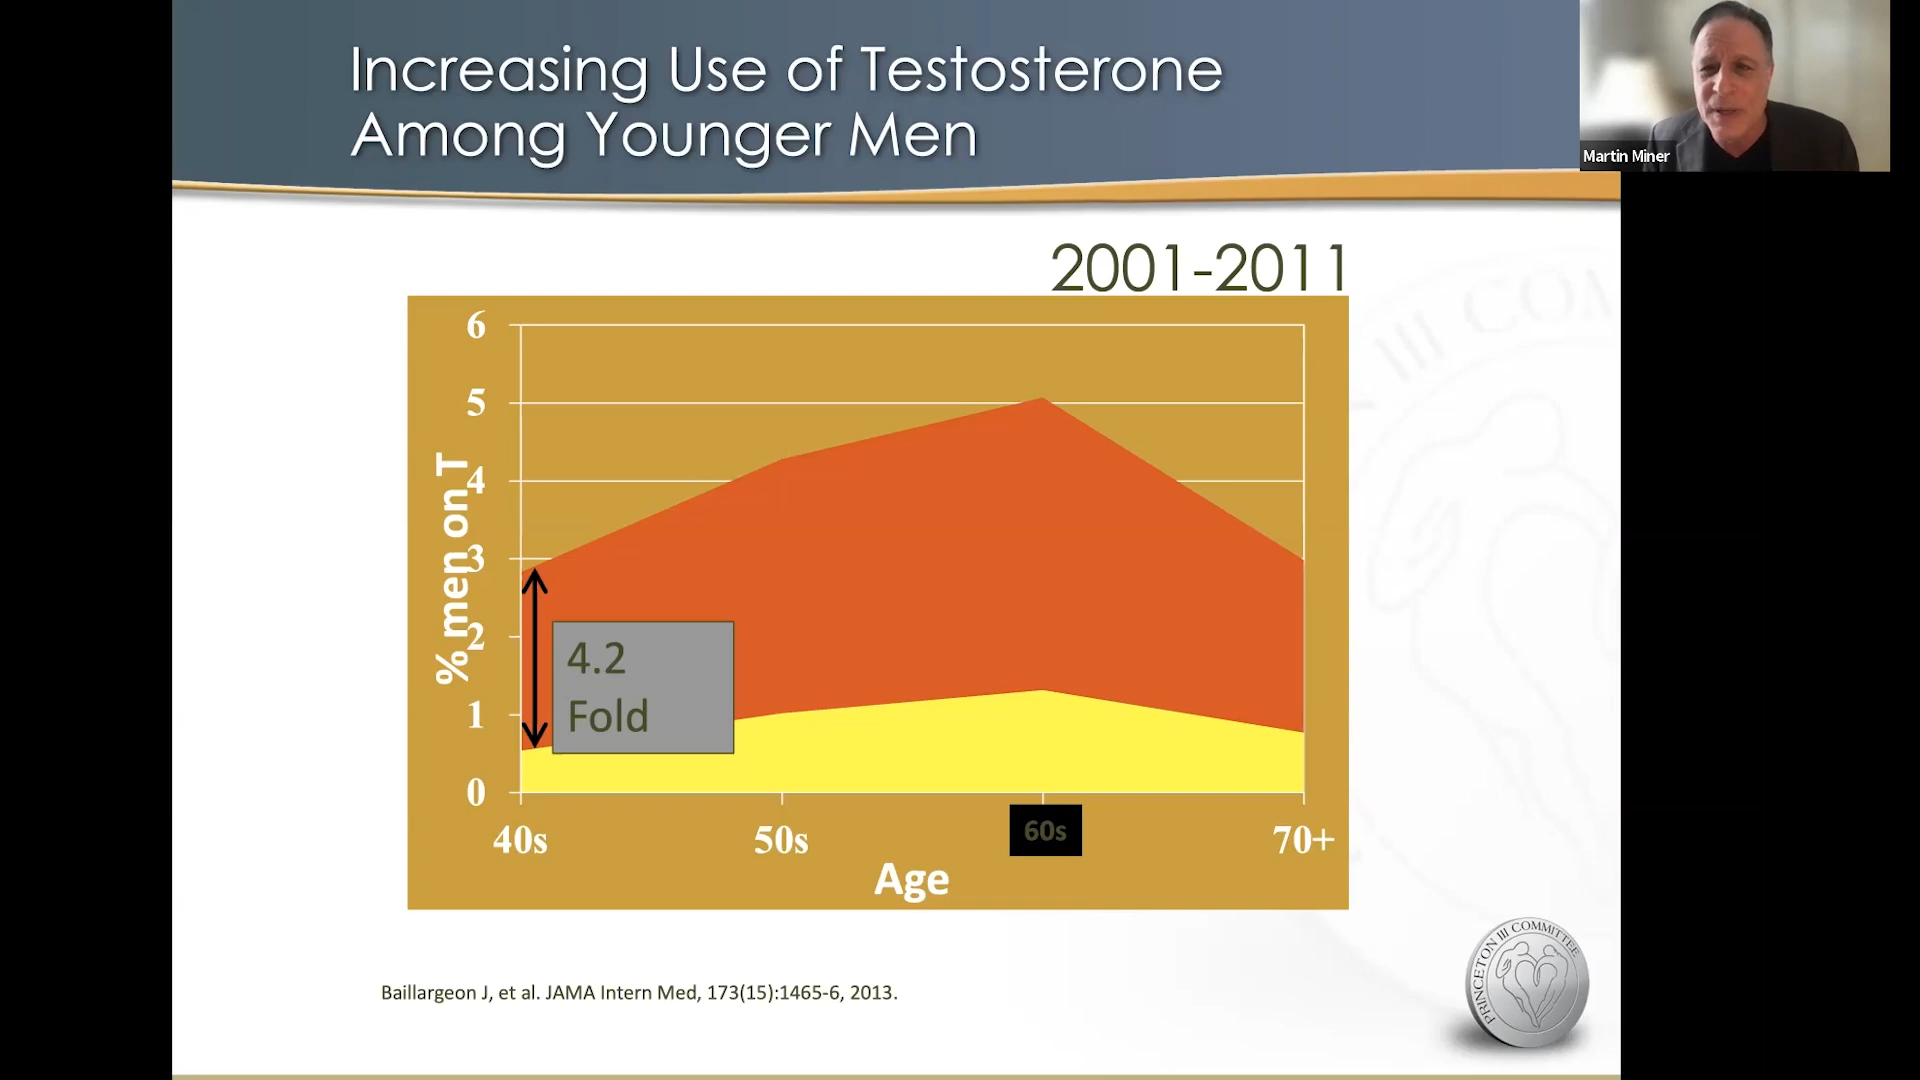 Increasing Use of Testosterone
Among Younger Men
Martin Miner
2001-2011
6
5
4
3
2
1
0
% men on T
4.2
Fold
40s
50s
60s
70+
Age
Baillargeon J, et al. JAMA Intern Med, 173(15):1465-6, 2013.
PRINCETON III COMMITTEE
III COM